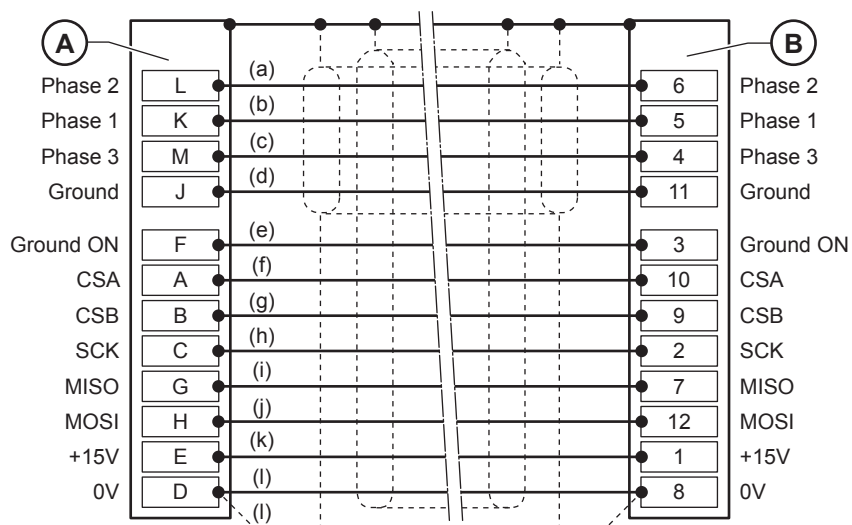 A B
(a)
Phase 2 L 6 Phase 2
(b)
Phase 1 K 5 Phase 1
(c)
Phase 3 M 4 Phase 3
(d)
Ground J 11 Ground
(e)
Ground ON F 3 Ground ON
(f)
CSA A 10 CSA
(g)
CSB B 9 CSB
(h)
SCK C 2 SCK
(i)
MISO G 7 MISO
(j)
MOSI H 12 MOSI
(k)
+15V E 1 +15V
(l)
0V D 8 0V
(l)